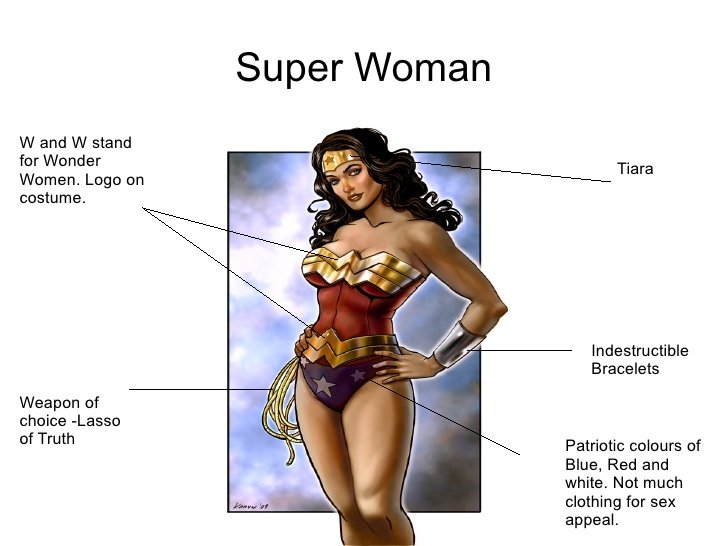 Super Woman
W and W stand
for Wonder
Women. Logo on
costume.
Tiara
Indestructible
Bracelets
Weapon of
choice -Lasso
of Truth
Patriotic colours of
Blue, Red and
white. Not much
clothing for sex
appeal.